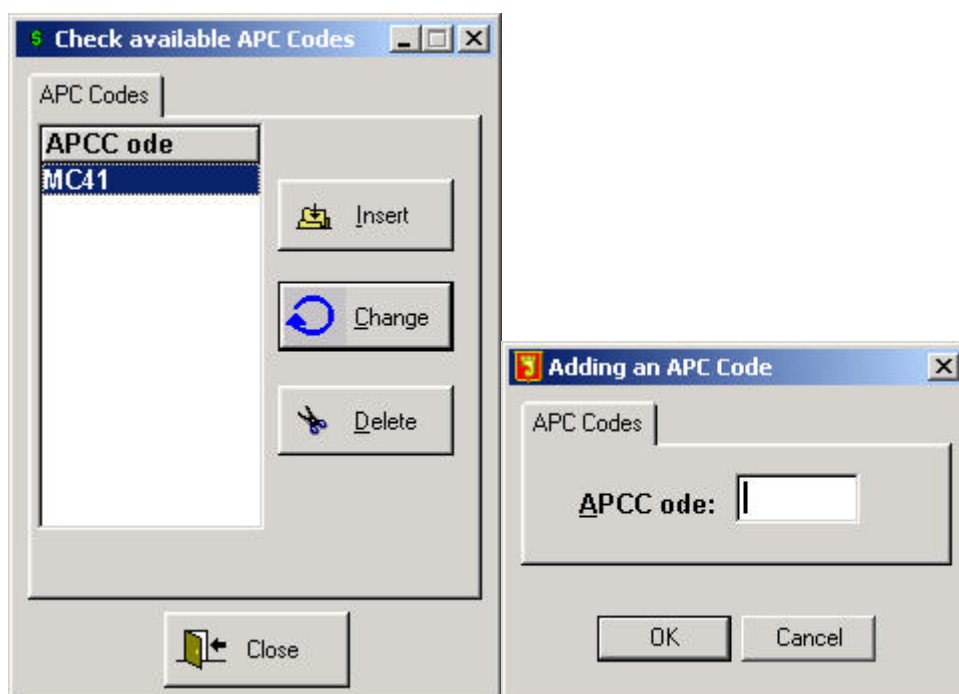 $ Check available APC Codes
APC Codes
APCC ode
MC41
Insert
Change
Delete
Close
Adding an APC Code
APC Codes
APCC ode:
OK Cancel